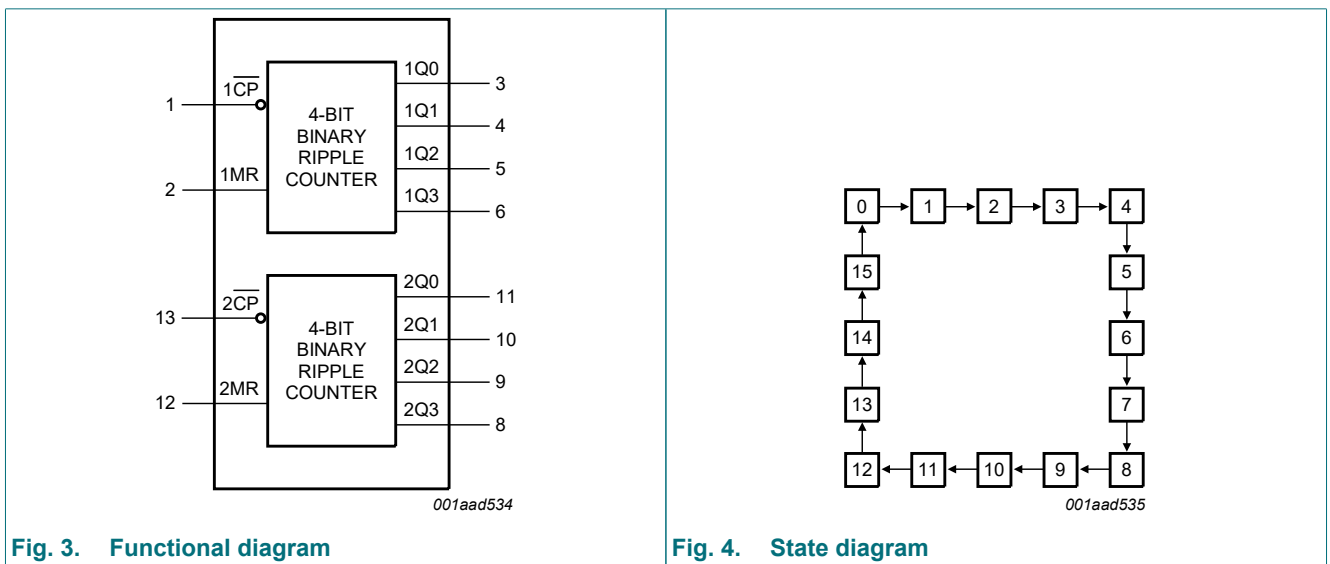 1
1CP
2
1MR
4-BIT
BINARY
RIPPLE
COUNTER
1Q0
3
1Q1
4
1Q2
5
1Q3
6
13
2CP
12
2MR
4-BIT
BINARY
RIPPLE
COUNTER
2Q0
11
2Q1
10
2Q2
9
2Q3
8
001aad534
Fig. 3. Functional diagram
0 1 2 3 4
15 5
14 6
13 7
12 11 10 9 8
001aad535
Fig. 4. State diagram